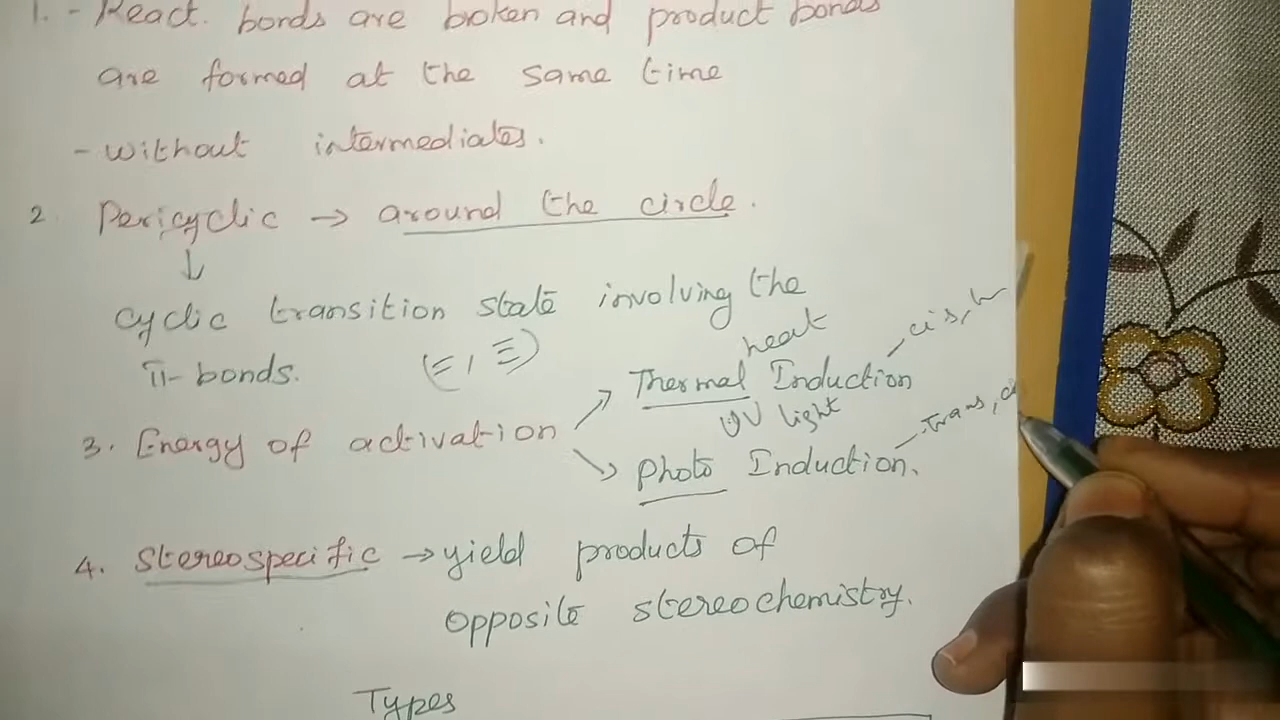 1. - React. bonds are broken and product bonds
are formed at the same time
- without intermediates.
2. Pericyclic → around the circle.
↓
cyclic transition state involving the
π-bonds. (=, ≡)
heat
3. Energy of activation → Thermal Induction - cis,
UV light
→ Photo Induction. - Trans,
4. Stereospecific → yield products of
opposite stereochemistry.
Types